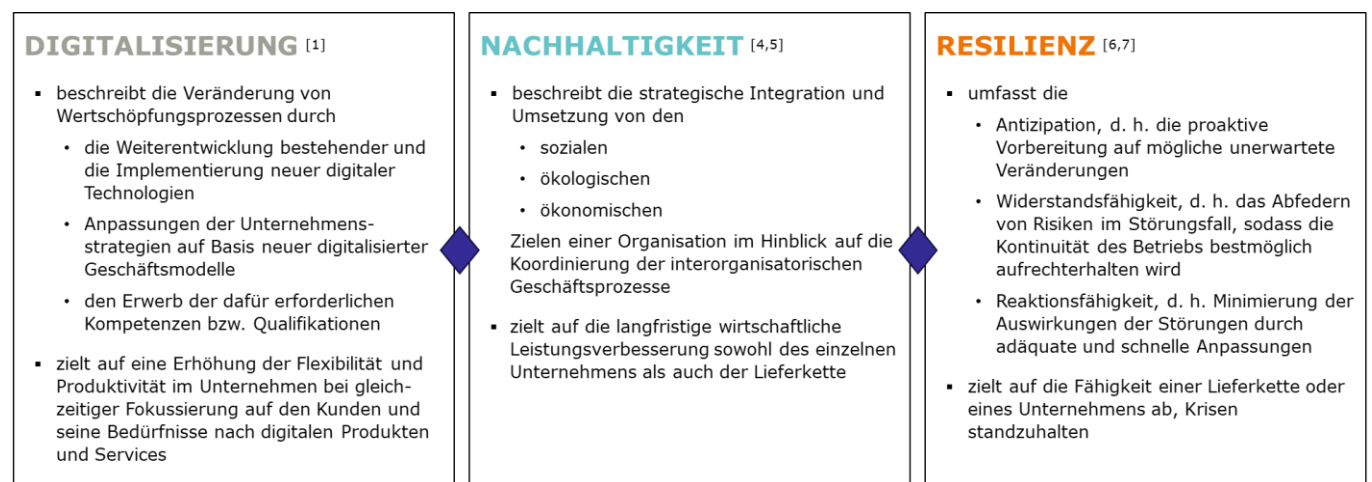 DIGITALISIERUNG [1]
▪ beschreibt die Veränderung von
Wertschöpfungsprozessen durch
• die Weiterentwicklung bestehender und
die Implementierung neuer digitaler
Technologien
• Anpassungen der Unternehmens-
strategien auf Basis neuer digitalisierter
Geschäftsmodelle
• den Erwerb der dafür erforderlichen
Kompetenzen bzw. Qualifikationen
▪ zielt auf eine Erhöhung der Flexibilität und
Produktivität im Unternehmen bei gleich-
zeitiger Fokussierung auf den Kunden und
seine Bedürfnisse nach digitalen Produkten
und Services
NACHHALTIGKEIT [4,5]
▪ beschreibt die strategische Integration und
Umsetzung von den
• sozialen
• ökologischen
• ökonomischen
Zielen einer Organisation im Hinblick auf die
Koordinierung der interorganisatorischen
Geschäftsprozesse
▪ zielt auf die langfristige wirtschaftliche
Leistungsverbesserung sowohl des einzelnen
Unternehmens als auch der Lieferkette
RESILIENZ [6,7]
▪ umfasst die
• Antizipation, d. h. die proaktive
Vorbereitung auf mögliche unerwartete
Veränderungen
• Widerstandsfähigkeit, d. h. das Abfedern
von Risiken im Störungsfall, sodass die
Kontinuität des Betriebs bestmöglich
aufrechterhalten wird
• Reaktionsfähigkeit, d. h. Minimierung der
Auswirkungen der Störungen durch
adäquate und schnelle Anpassungen
▪ zielt auf die Fähigkeit einer Lieferkette oder
eines Unternehmens ab, Krisen
standzuhalten